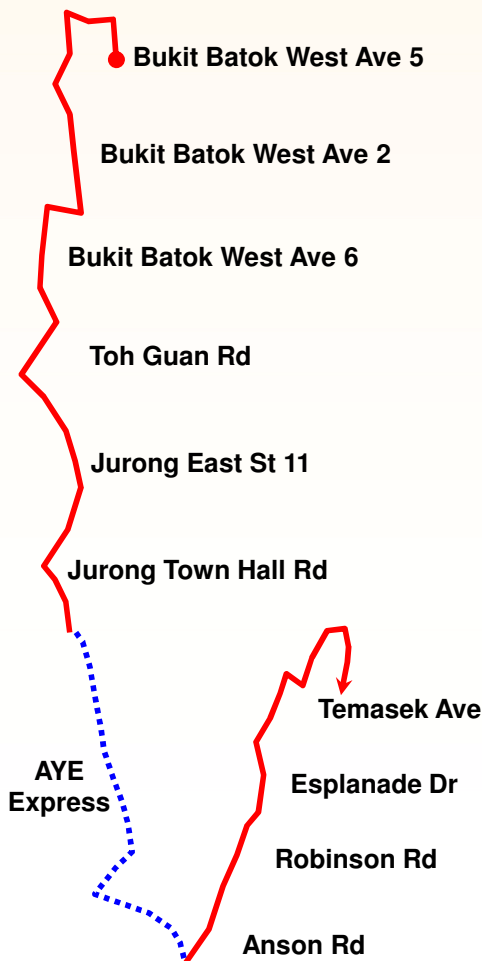 Bukit Batok West Ave 5
Bukit Batok West Ave 2
Bukit Batok West Ave 6
Toh Guan Rd
Jurong East St 11
Jurong Town Hall Rd
Temasek Ave
AYE
Express
Esplanade Dr
Robinson Rd
Anson Rd